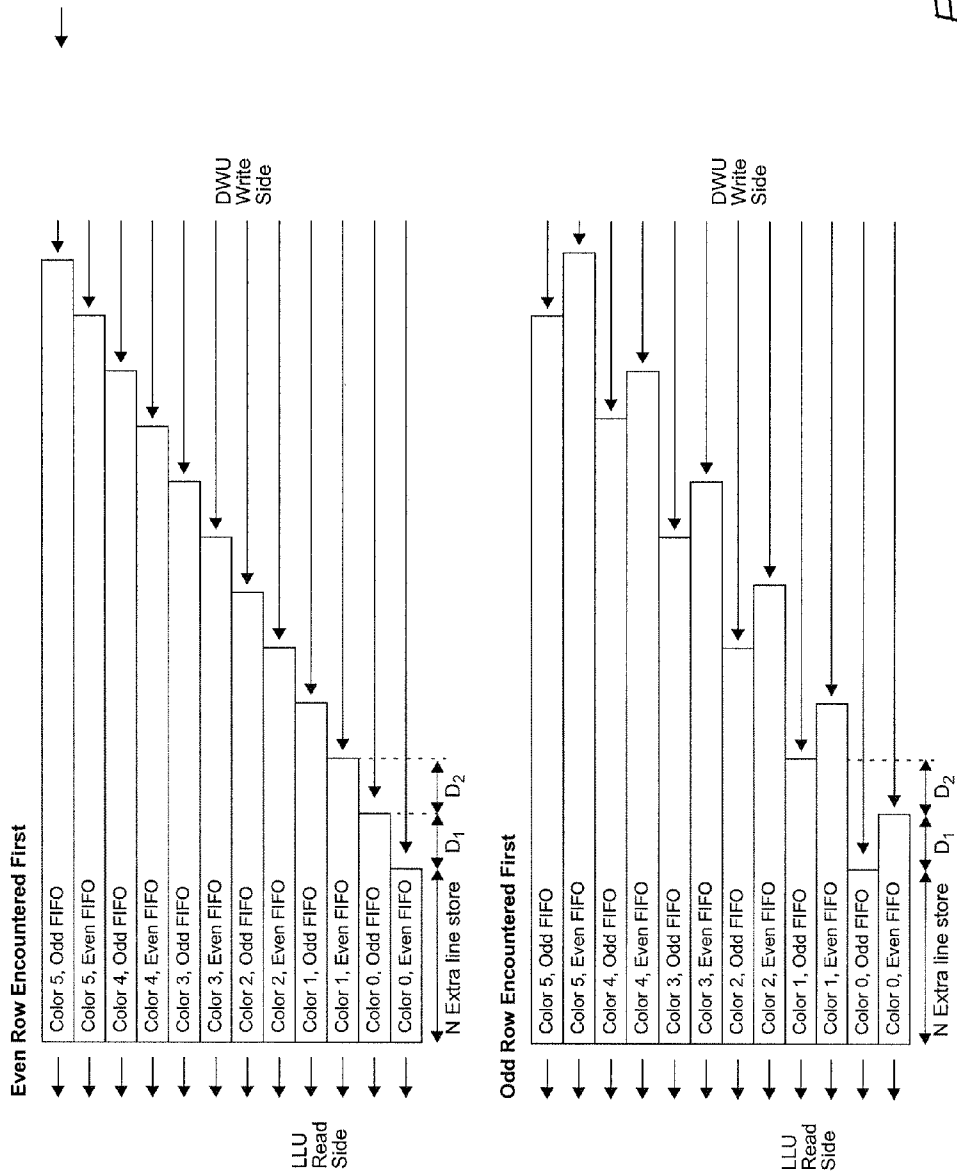 Even Row Encountered First
Color 5, Odd FIFO
Color 5, Even FIFO
Color 4, Odd FIFO
Color 4, Even FIFO
Color 3, Odd FIFO
Color 3, Even FIFO
Color 2, Odd FIFO
Color 2, Even FIFO
Color 1, Odd FIFO
Color 1, Even FIFO
Color 0, Odd FIFO
Color 0, Even FIFO
LLU
Read
Side
DWU
Write
Side
N Extra line store
D₁
D₂
Odd Row Encountered First
Color 5, Odd FIFO
Color 5, Even FIFO
Color 4, Odd FIFO
Color 4, Even FIFO
Color 3, Odd FIFO
Color 3, Even FIFO
Color 2, Odd FIFO
Color 2, Even FIFO
Color 1, Odd FIFO
Color 1, Even FIFO
Color 0, Odd FIFO
Color 0, Even FIFO
LLU
Read
Side
DWU
Write
Side
N Extra line store
D₁
D₂